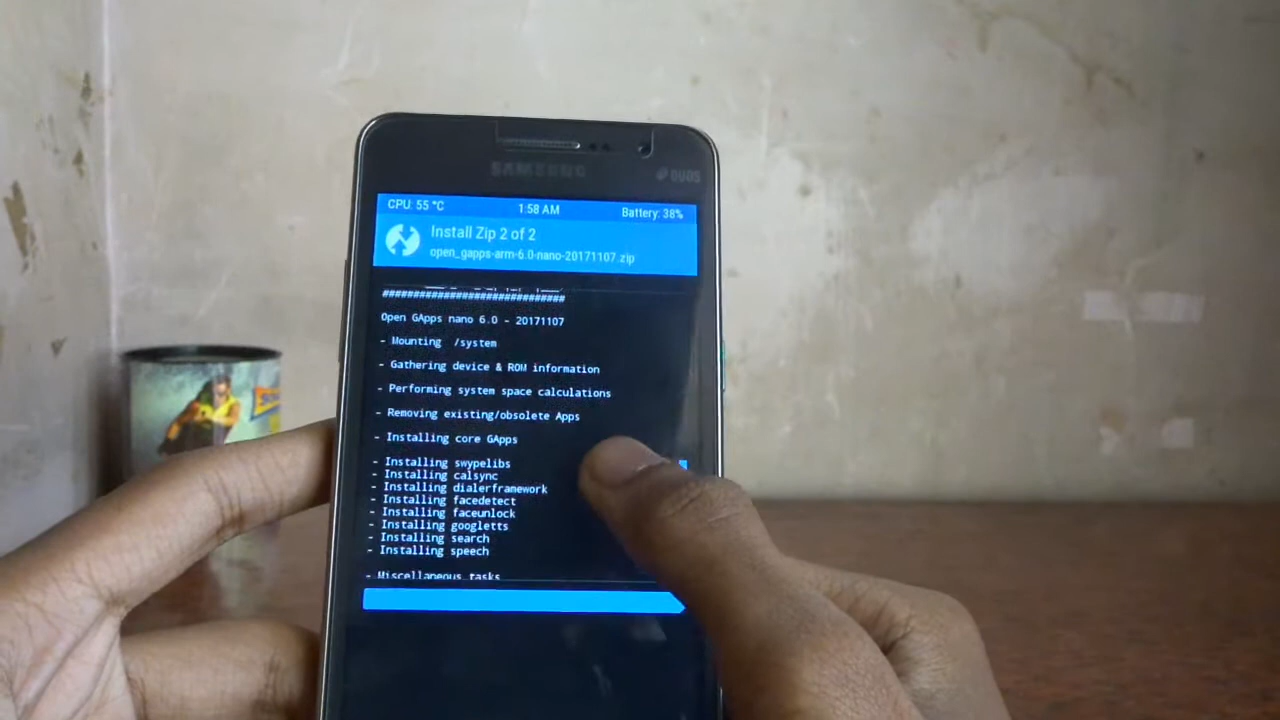 SAMSUNG
DUOS
CPU: 55 °C 1:58 AM Battery: 38%
Install Zip 2 of 2
open_gapps-arm-6.0-nano-20171107.zip
##############################
Open GApps nano 6.0 - 20171107
- Mounting /system
- Gathering device & ROM information
- Performing system space calculations
- Removing existing/obsolete Apps
- Installing core GApps
- Installing swypelibs
- Installing calsync
- Installing dialerframework
- Installing facedetect
- Installing faceunlock
- Installing googletts
- Installing search
- Installing speech
- Miscellaneous tasks